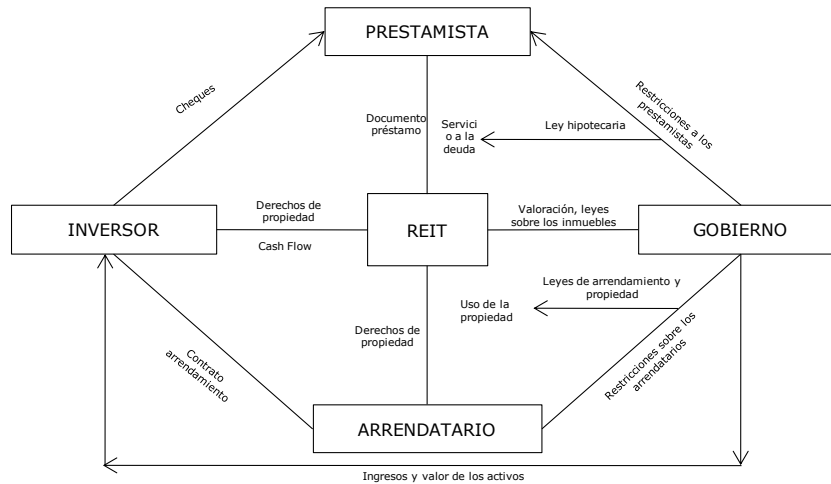 PRESTAMISTA
Cheques
Restricciones a los
prestamistas
Documento
préstamo
Servici
o a la
deuda
Ley hipotecaria
INVERSOR
Derechos de
propiedad
Cash Flow
REIT
Valoración, leyes
sobre los inmuebles
GOBIERNO
Leyes de arrendamiento y
propiedad
Uso de la
propiedad
Derechos de
propiedad
Contrato
arrendamiento
Restricciones sobre los
arrendatarios
ARRENDATARIO
Ingresos y valor de los activos